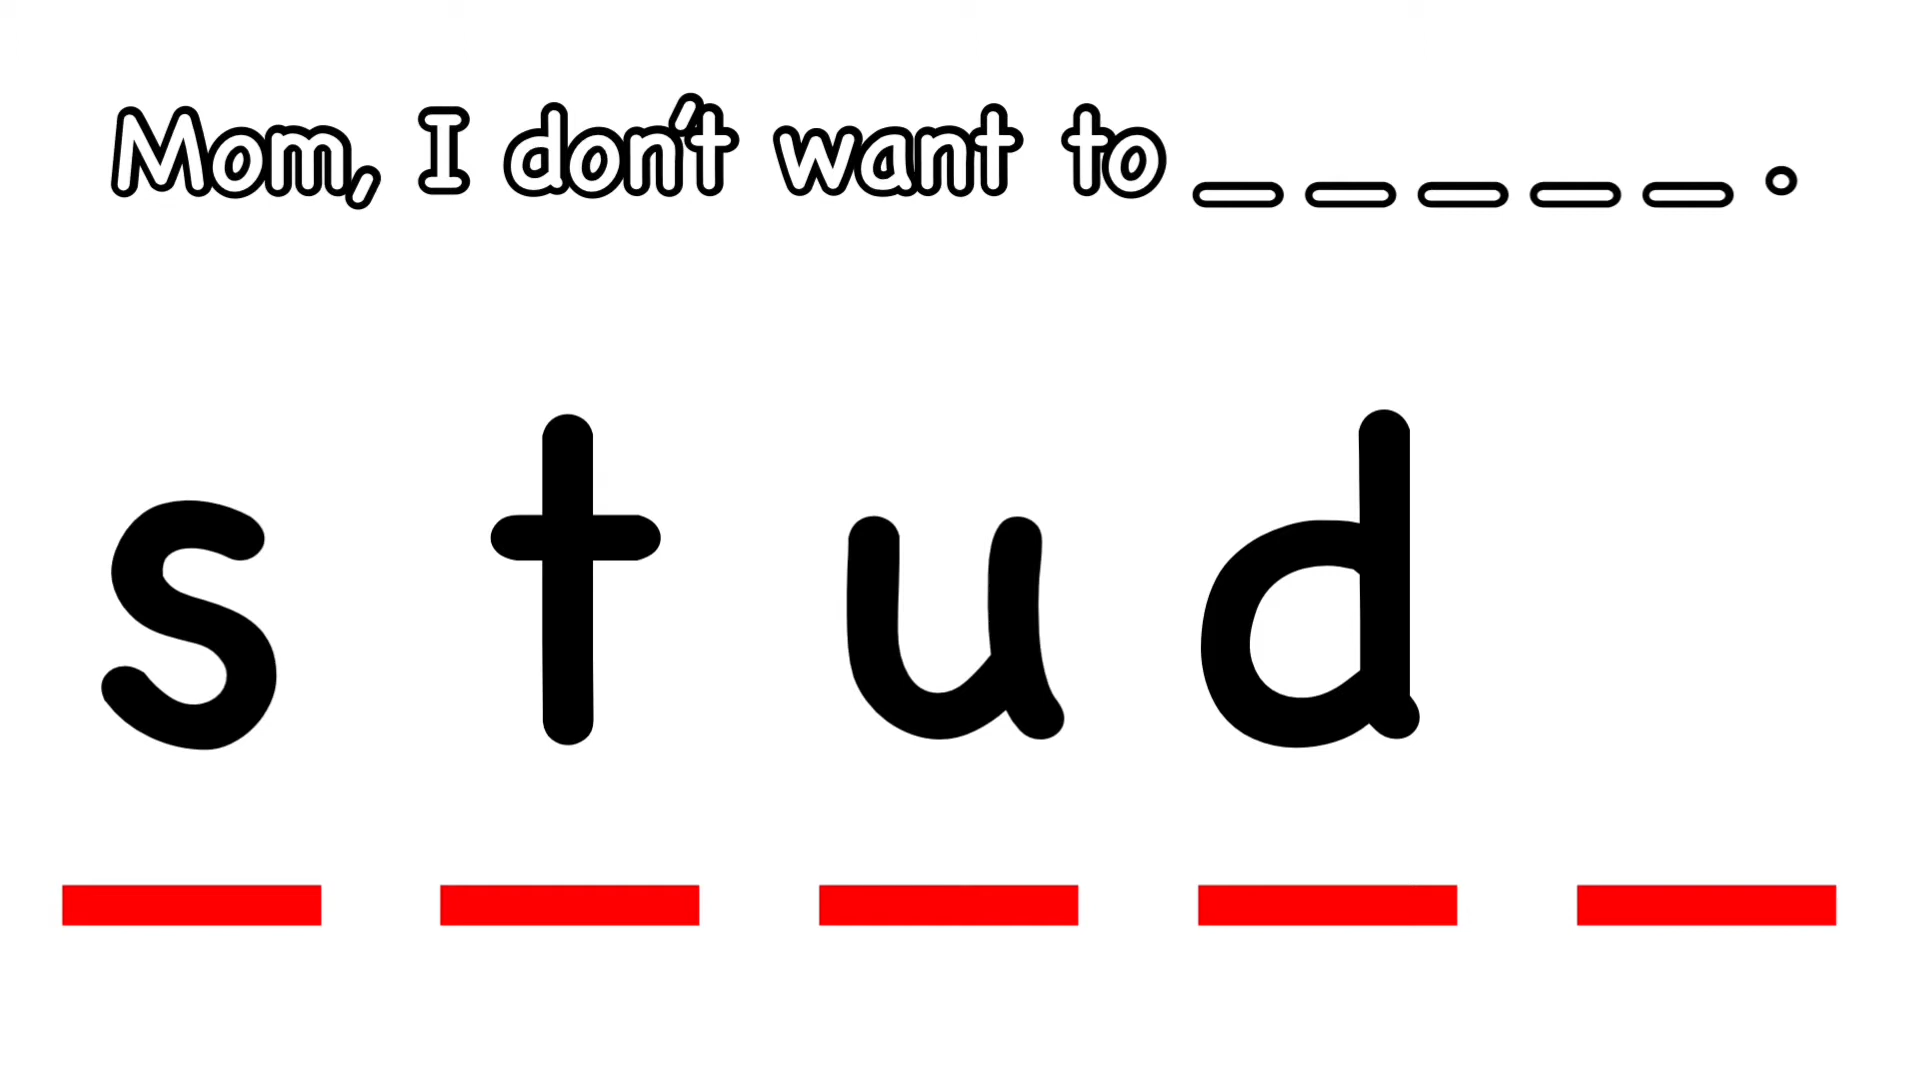 Mom, I don't want to _ _ _ _ _ .
s t u d